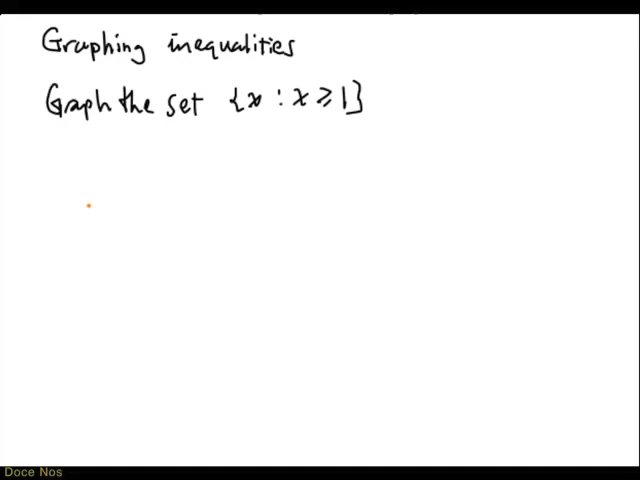 Graphing inequalities
Graph the set {x : x ≥ 1}
Doce Nos